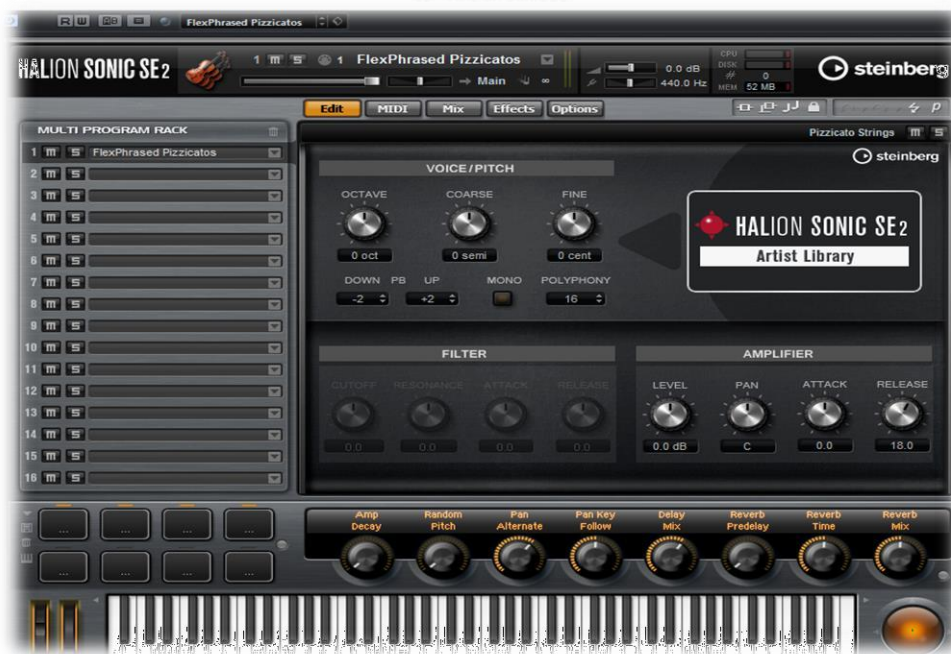 R W FlexPhrased Pizzicatos
HALION SONIC SE2
1 m S 1 FlexPhrased Pizzicatos
Main ∞
0.0 dB
440.0 Hz
CPU
DISK
# 0
MEM 52 MB
steinberg
Edit MIDI Mix Effects Options
MULTI PROGRAM RACK
Pizzicato Strings m S
1 m S FlexPhrased Pizzicatos
2 m S
3 m S
4 m S
5 m S
6 m S
7 m S
8 m S
9 m S
10 m S
11 m S
12 m S
13 m S
14 m S
15 m S
16 m S
steinberg
VOICE/PITCH
OCTAVE COARSE FINE
0 oct 0 semi 0 cent
DOWN PB UP MONO POLYPHONY
-2 +2 16
HALION SONIC SE2
Artist Library
FILTER
CUTOFF RESONANCE ATTACK RELEASE
0.0 0.0 0.0 0.0
AMPLIFIER
LEVEL PAN ATTACK RELEASE
0.0 dB C 0.0 18.0
... ... ... ...
... ... ... ...
Amp Decay
Random Pitch
Pan Alternate
Pan Key Follow
Delay Mix
Reverb Predelay
Reverb Time
Reverb Mix